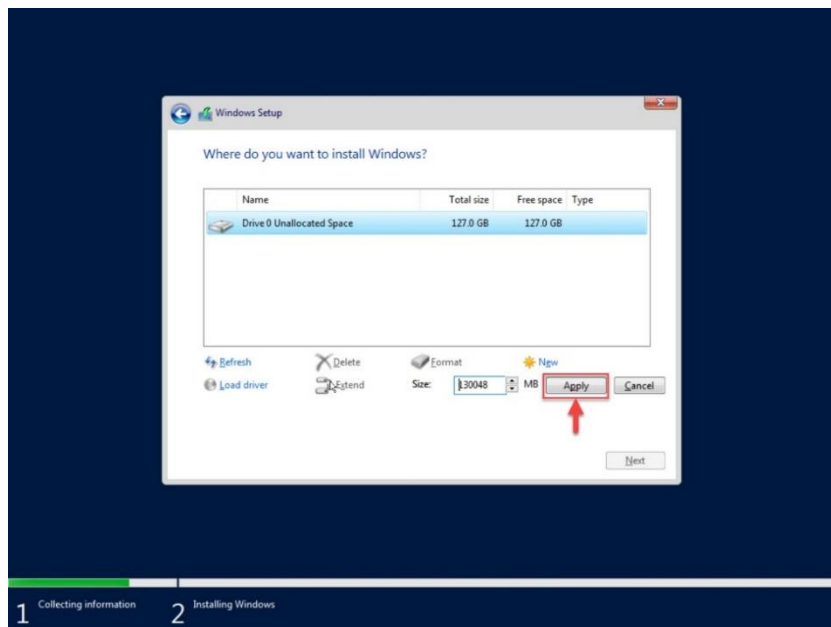 Windows Setup
Where do you want to install Windows?
Name Total size Free space Type
Drive 0 Unallocated Space 127.0 GB 127.0 GB
Refresh Delete Format New
Load driver Extend Size: 130048 MB Apply Cancel
Next
1 Collecting information 2 Installing Windows